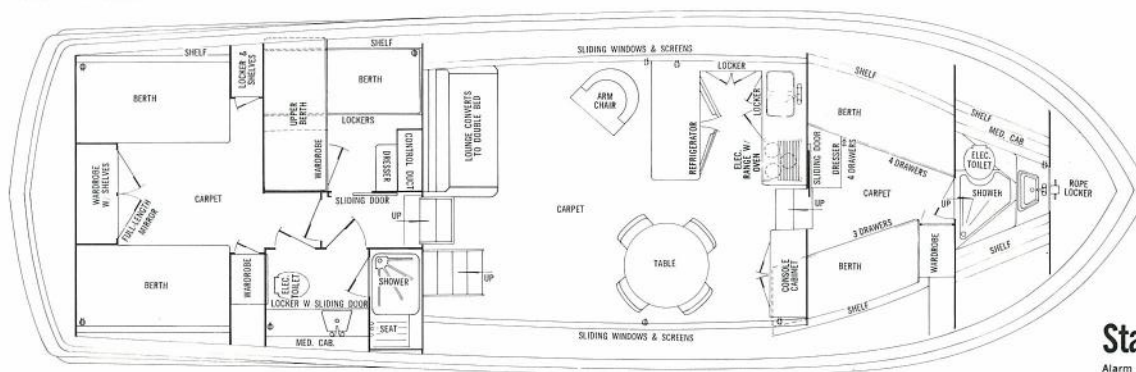 SHELF
BERTH
LOCKER &
SHELVES
UPPER
BERTH
SHELF
BERTH
LOCKERS
WARDROBE
DRESSER
CONTROL DUCT
LOUNGE CONVERTS
TO DOUBLE BED
SLIDING WINDOWS & SCREENS
ARM
CHAIR
LOCKER
LOCKER
REFRIGERATOR
ELEC.
RANGE W/
OVEN
SLIDING DOOR
DRESSER
4 DRAWERS
BERTH
SHELF
SHELF
MED. CAB.
4 DRAWERS
ELEC.
TOILET
SHOWER
ROPE
LOCKER
WARDROBE
W. SHELVES
FULL-LENGTH
MIRROR
CARPET
SLIDING DOOR
UP
CARPET
UP
CARPET
UP
3 DRAWERS
SHELF
BERTH
WARDROBE
ELEC.
TOILET
LOCKER W SLIDING DOOR
MED. CAB.
SHOWER
SEAT
UP
TABLE
CONSOLE
CABINET
BERTH
WARDROBE
SHELF
SLIDING WINDOWS & SCREENS
Sta
Alarm